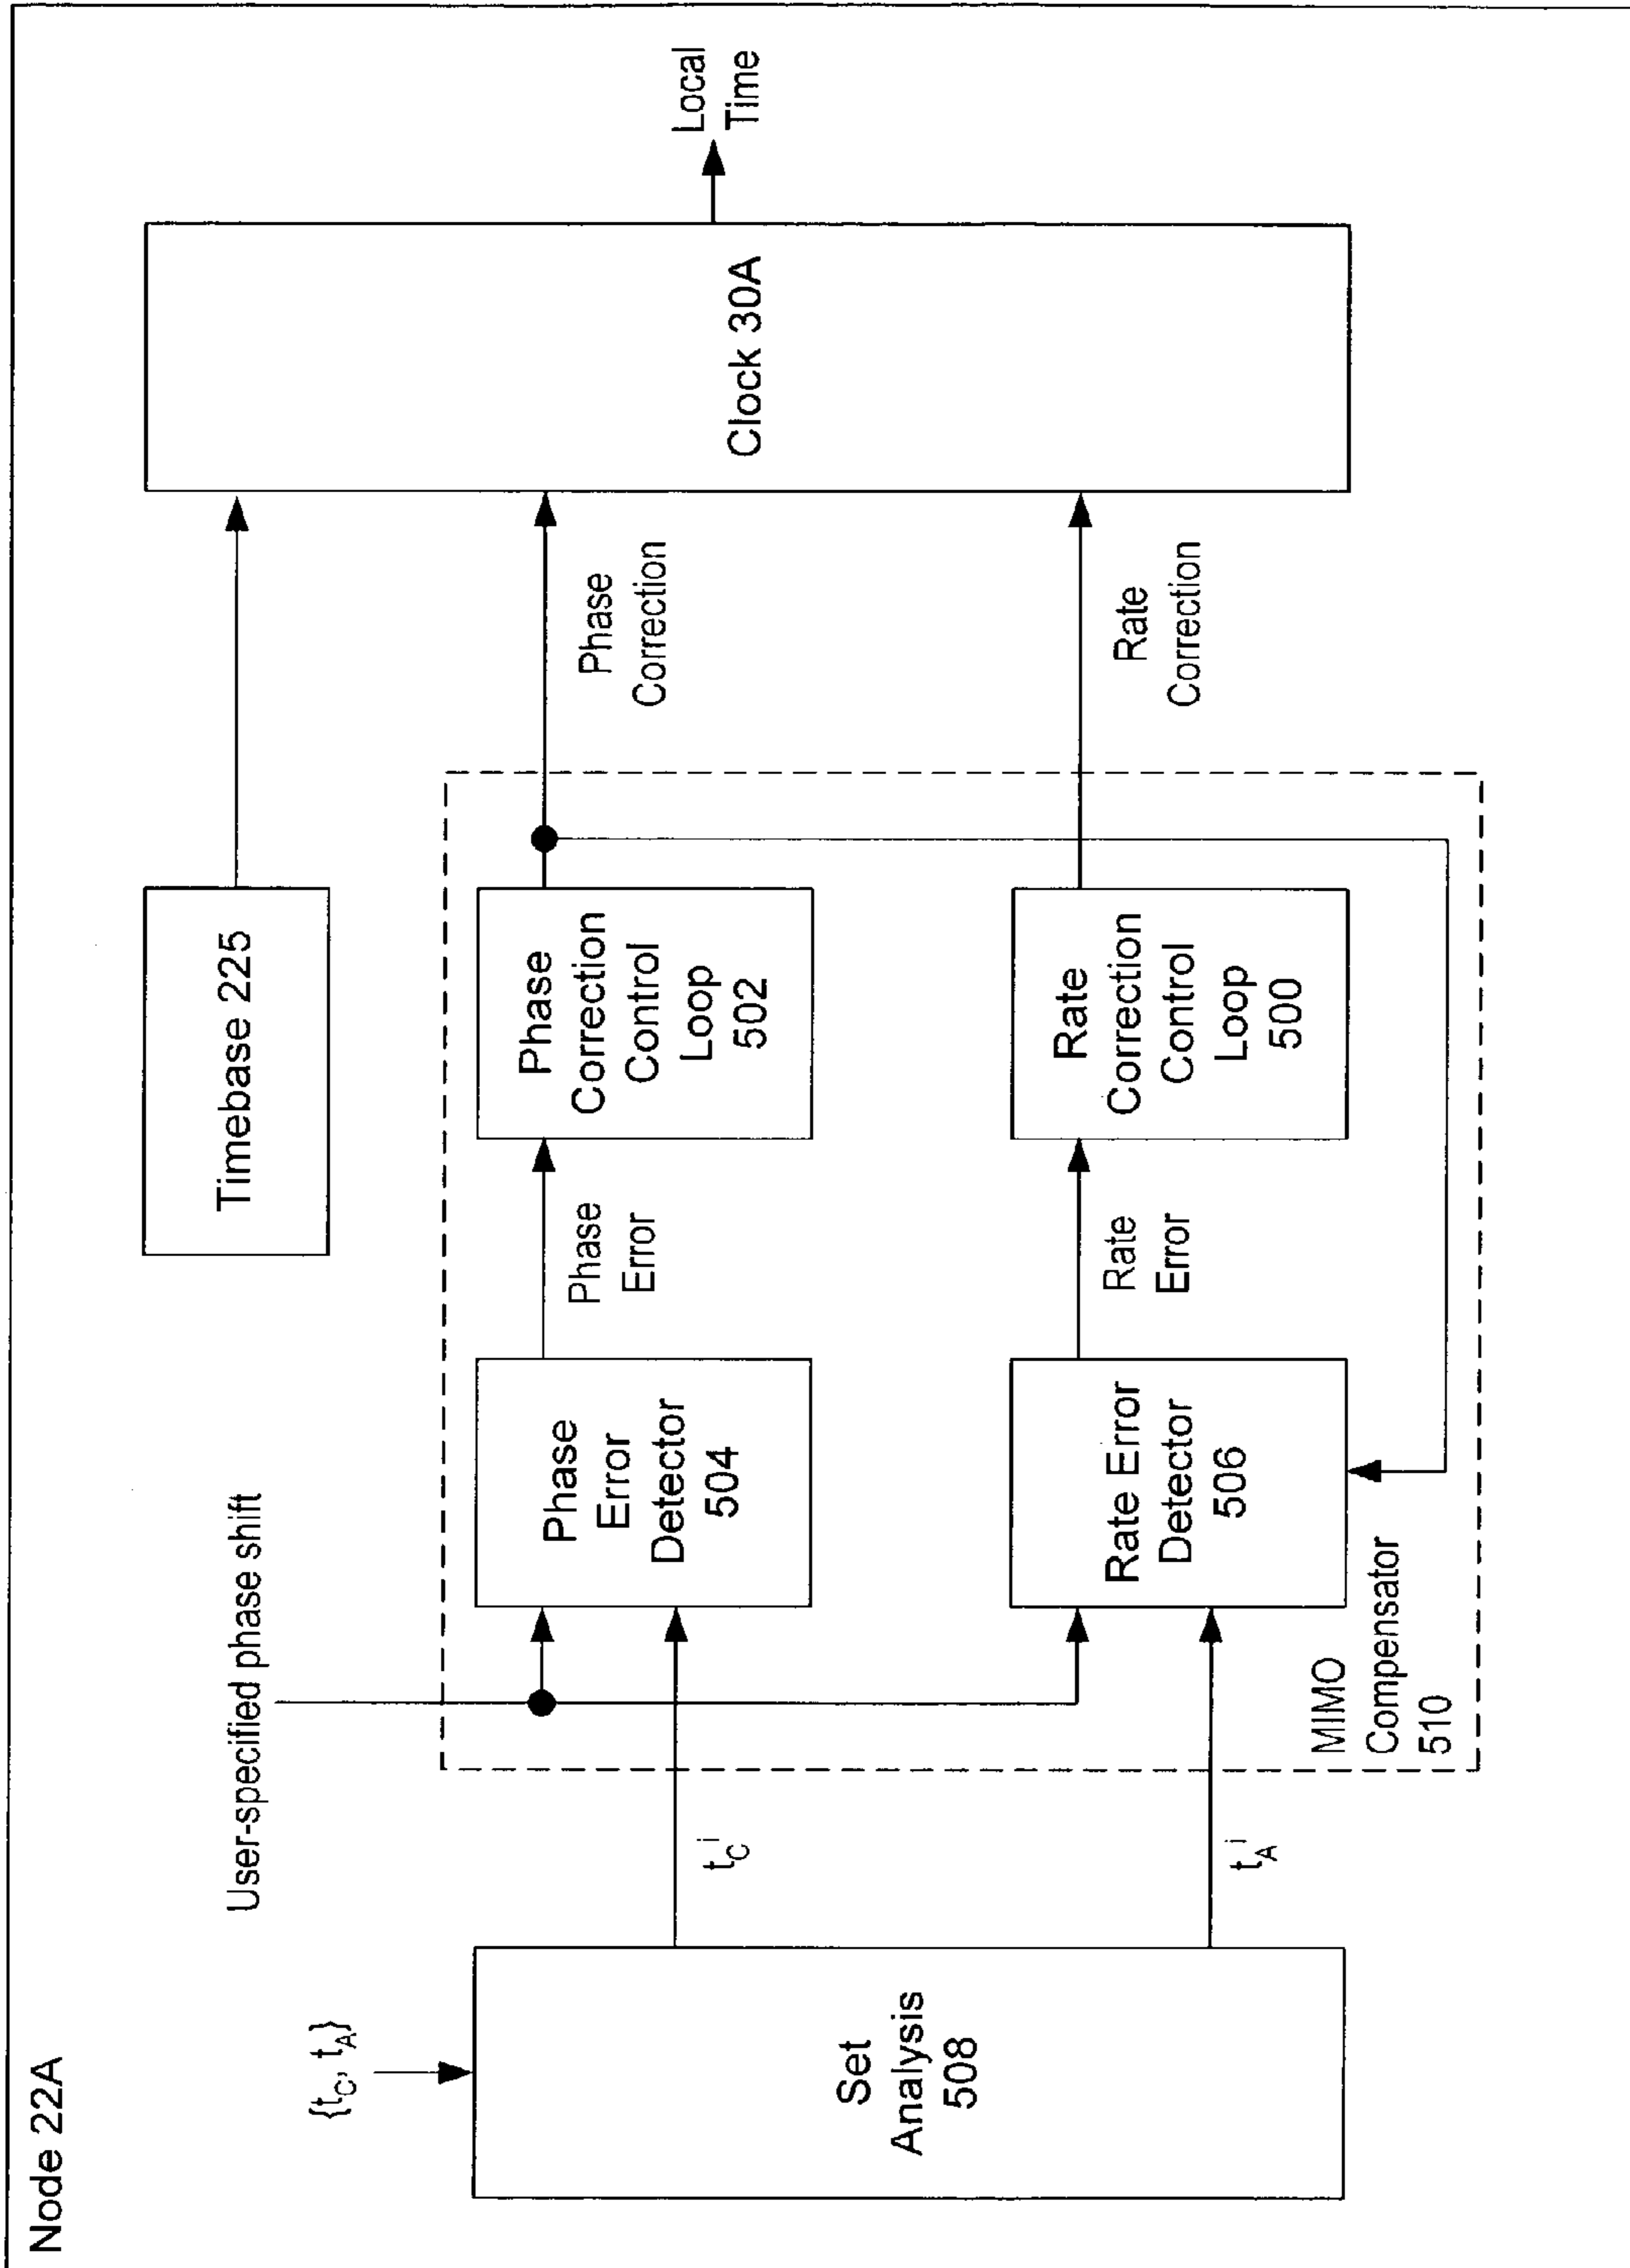 Node 22A
{t_C, t_A}
Set
Analysis
508
User-specified phase shift
t_C^i
t_A^i
Phase
Error
Detector
504
Rate Error
Detector
506
MIMO
Compensator
510
Phase
Error
Rate
Error
Timebase 225
Phase
Correction
Control
Loop
502
Rate
Correction
Control
Loop
500
Phase
Correction
Rate
Correction
Clock 30A
Local
Time